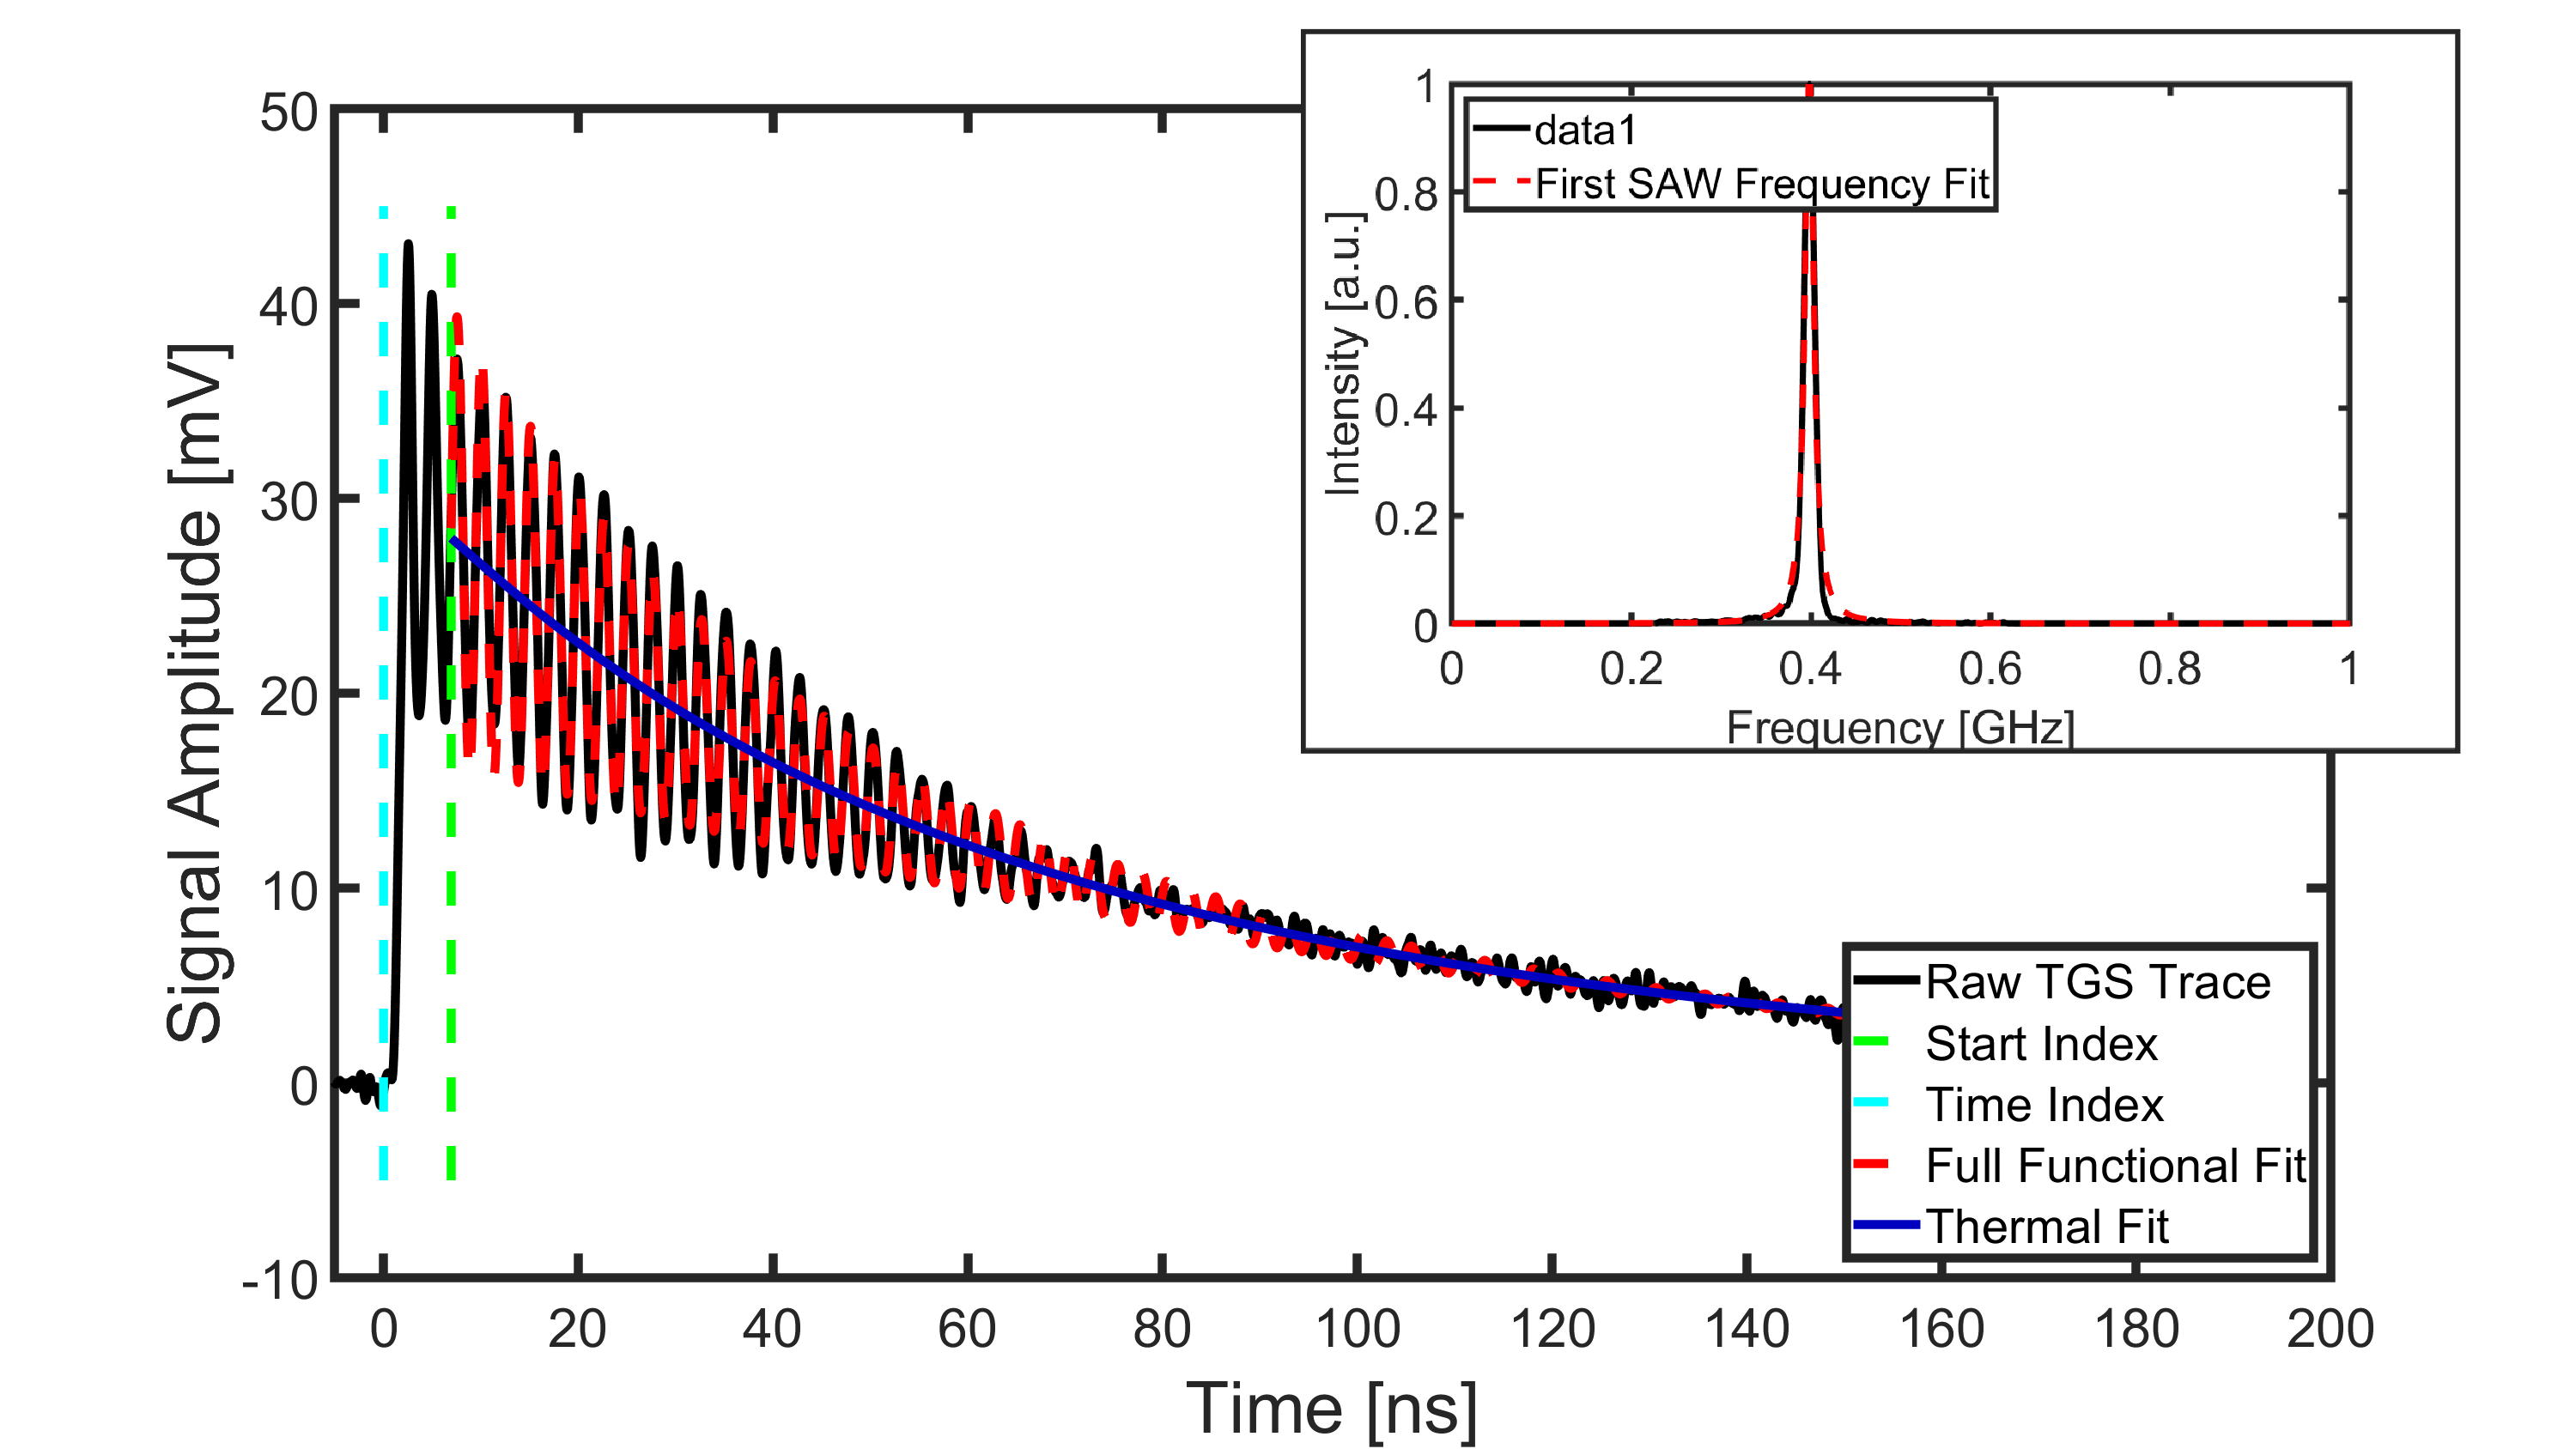 50
40
30
20
10
0
-10
Signal Amplitude [mV]
0 20 40 60 80 100 120 140 160 180 200
Time [ns]
1
0.8
0.6
0.4
0.2
0
Intensity [a.u.]
data1
First SAW Frequency Fit
0 0.2 0.4 0.6 0.8 1
Frequency [GHz]
Raw TGS Trace
Start Index
Time Index
Full Functional Fit
Thermal Fit